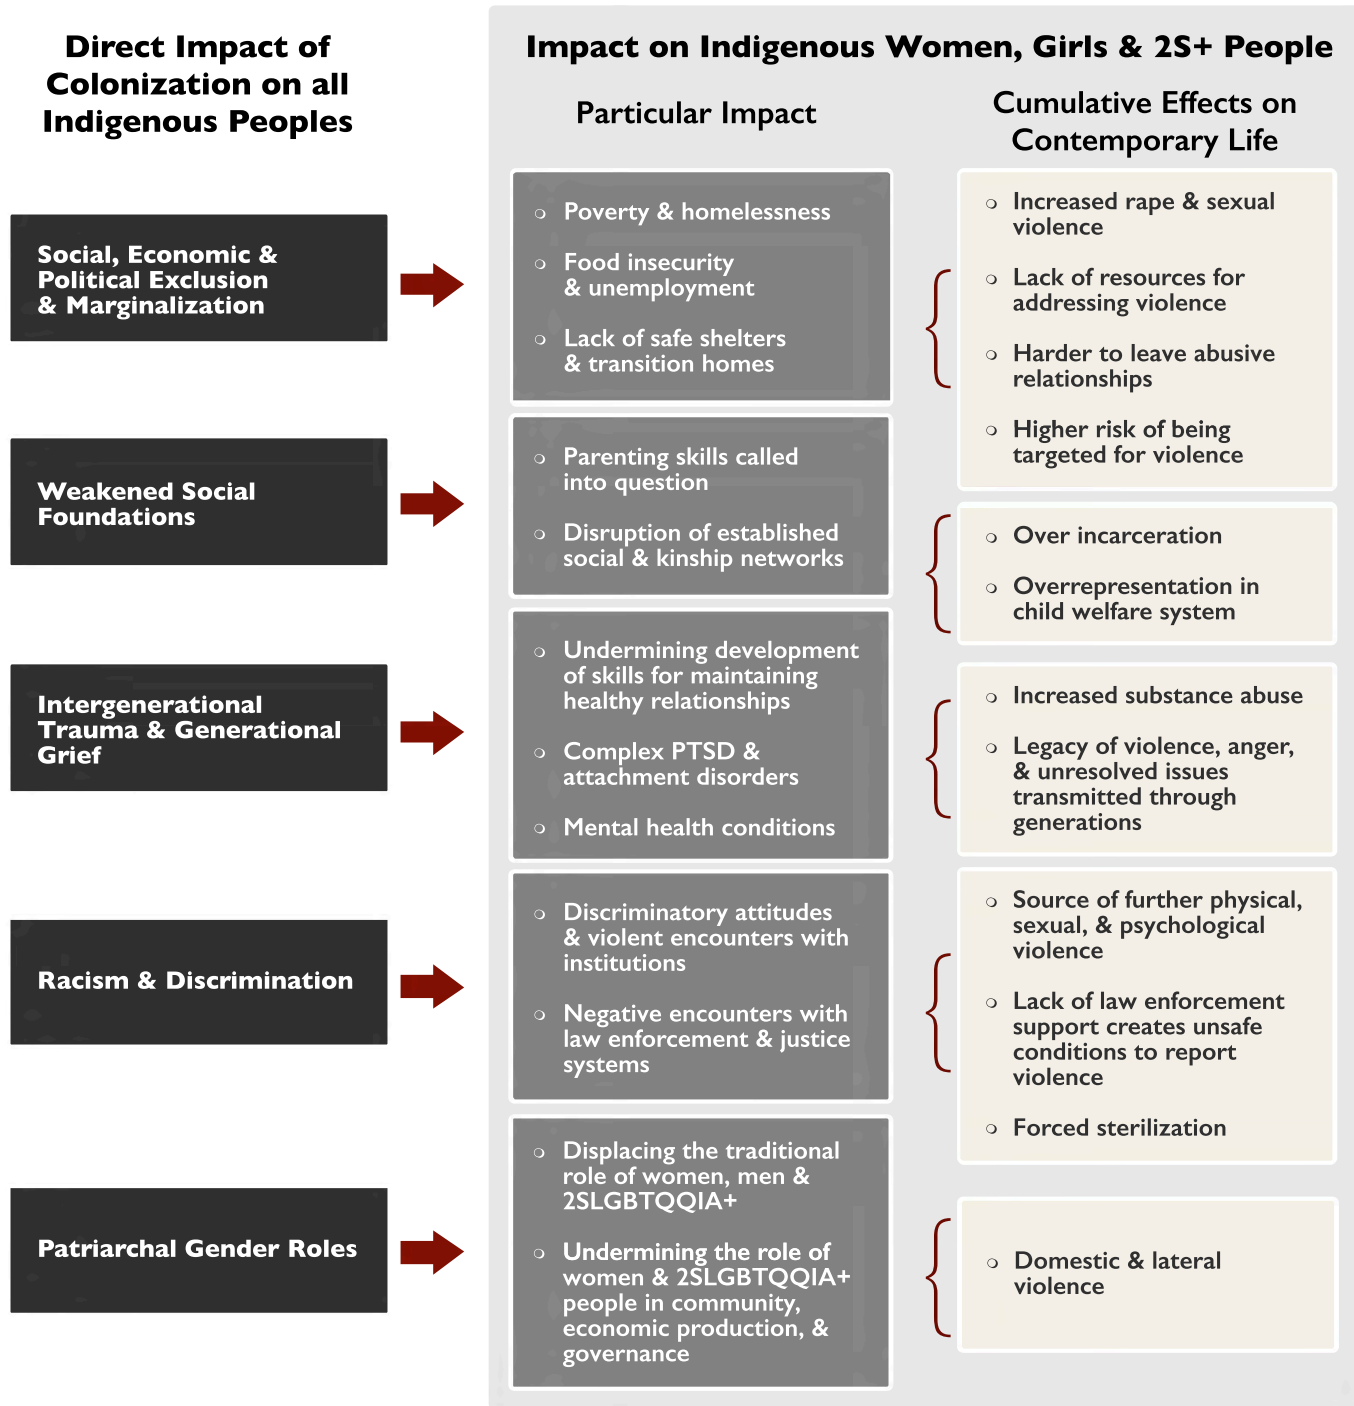 Direct Impact of
Colonization on all
Indigenous Peoples
Impact on Indigenous Women, Girls & 2S+ People
Particular Impact
Cumulative Effects on
Contemporary Life
Social, Economic &
Political Exclusion
& Marginalization
○ Poverty & homelessness
○ Food insecurity
& unemployment
○ Lack of safe shelters
& transition homes
○ Increased rape & sexual
violence
○ Lack of resources for
addressing violence
○ Harder to leave abusive
relationships
○ Higher risk of being
targeted for violence
Weakened Social
Foundations
○ Parenting skills called
into question
○ Disruption of established
social & kinship networks
○ Over incarceration
○ Overrepresentation in
child welfare system
Intergenerational
Trauma & Generational
Grief
○ Undermining development
of skills for maintaining
healthy relationships
○ Complex PTSD &
attachment disorders
○ Mental health conditions
○ Increased substance abuse
○ Legacy of violence, anger,
& unresolved issues
transmitted through
generations
Racism & Discrimination
○ Discriminatory attitudes
& violent encounters with
institutions
○ Negative encounters with
law enforcement & justice
systems
○ Source of further physical,
sexual, & psychological
violence
○ Lack of law enforcement
support creates unsafe
conditions to report
violence
○ Forced sterilization
Patriarchal Gender Roles
○ Displacing the traditional
role of women, men &
2SLGBTQQIA+
○ Undermining the role of
women & 2SLGBTQQIA+
people in community,
economic production, &
governance
○ Domestic & lateral
violence